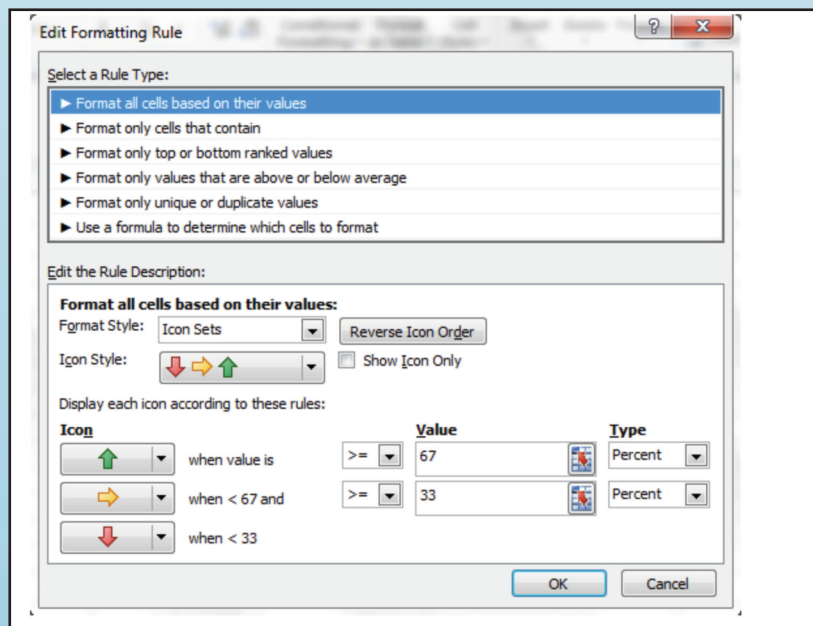 Edit Formatting Rule
Select a Rule Type:
► Format all cells based on their values
► Format only cells that contain
► Format only top or bottom ranked values
► Format only values that are above or below average
► Format only unique or duplicate values
► Use a formula to determine which cells to format
Edit the Rule Description:
Format all cells based on their values:
Format Style: Icon Sets Reverse Icon Order
Icon Style: Show Icon Only
Display each icon according to these rules:
Icon Value Type
when value is >= 67 Percent
when < 67 and >= 33 Percent
when < 33
OK Cancel